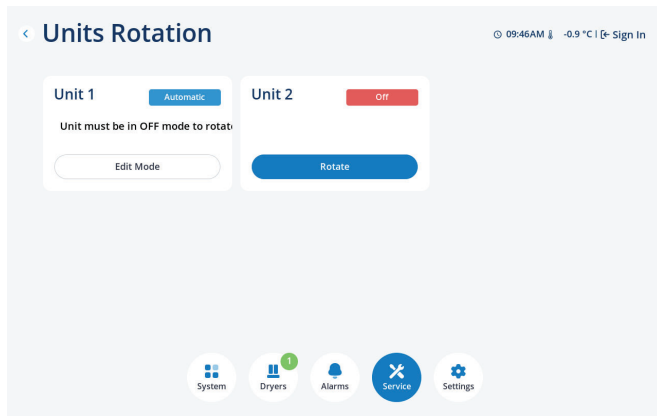 Units Rotation
09:46AM -0.9 °C | Sign In
Unit 1 Automatic
Unit must be in OFF mode to rotate
Edit Mode
Unit 2 Off
Rotate
1
System Dryers Alarms Service Settings